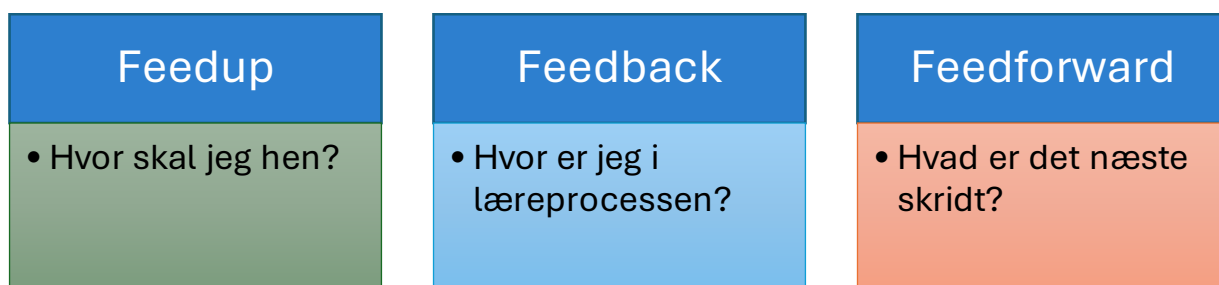 Feedup
• Hvor skal jeg hen?
Feedback
• Hvor er jeg i
læreprocessen?
Feedforward
• Hvad er det næste
skridt?